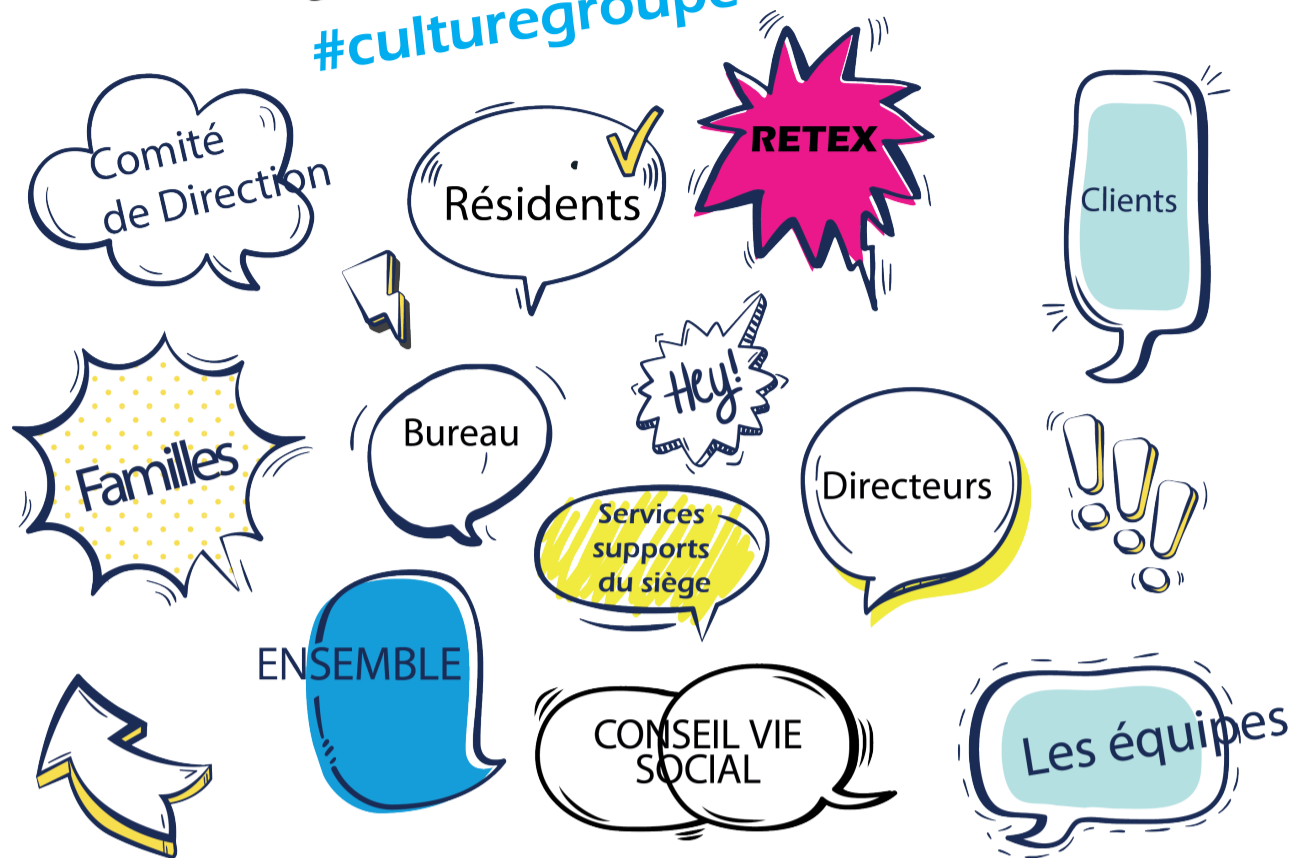 #culturegroupe
Comité
de Direction
Résidents
RETEX
Clients
Familles
Bureau
Hey!
Directeurs
Services
supports
du siège
ENSEMBLE
CONSEIL VIE
SOCIAL
Les équipes